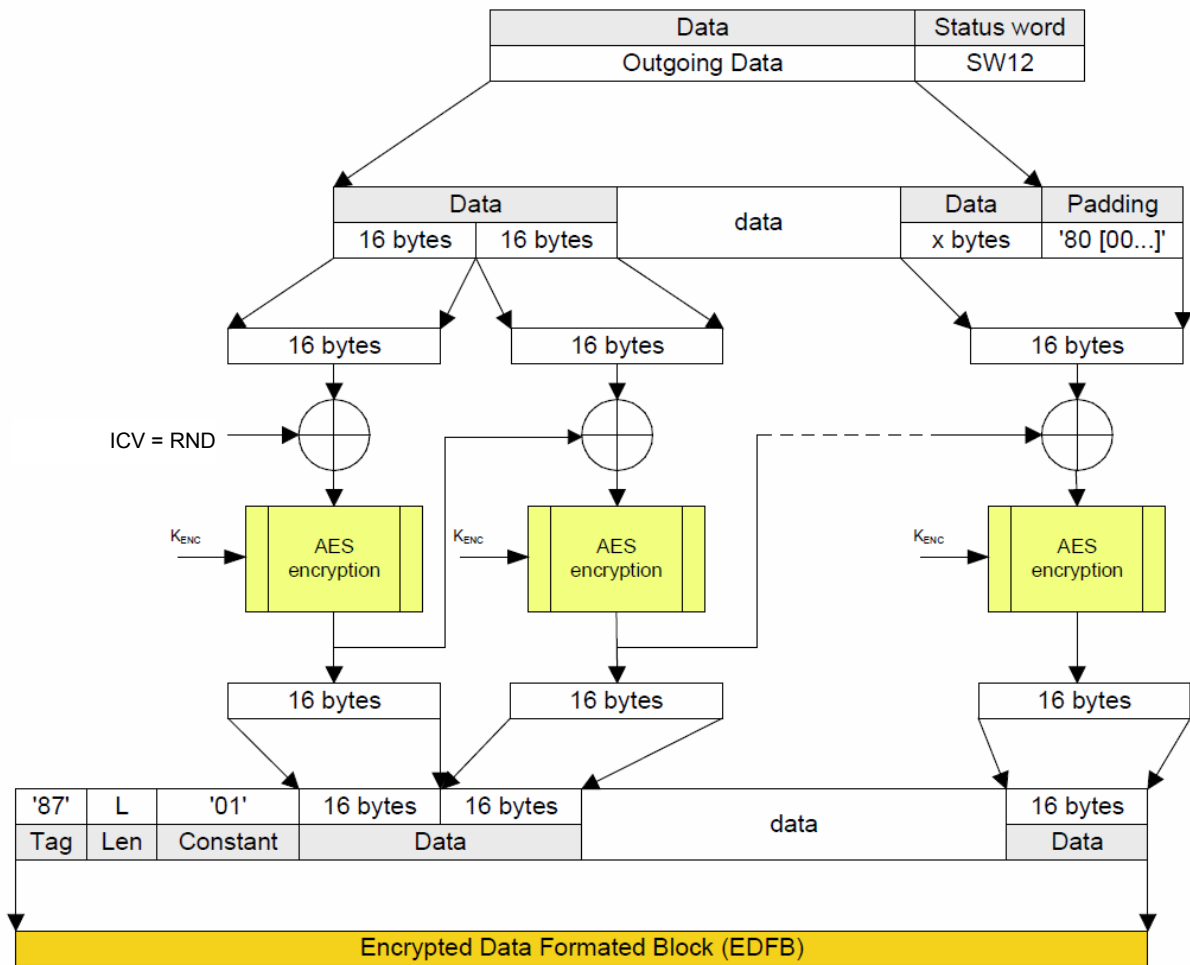 Data Status word
Outgoing Data SW12
Data data Data Padding
16 bytes 16 bytes x bytes '80 [00...]'
16 bytes 16 bytes 16 bytes
ICV = RND
KENC AES encryption KENC AES encryption KENC AES encryption
16 bytes 16 bytes 16 bytes
'87' L '01' 16 bytes 16 bytes data 16 bytes
Tag Len Constant Data Data
Encrypted Data Formated Block (EDFB)